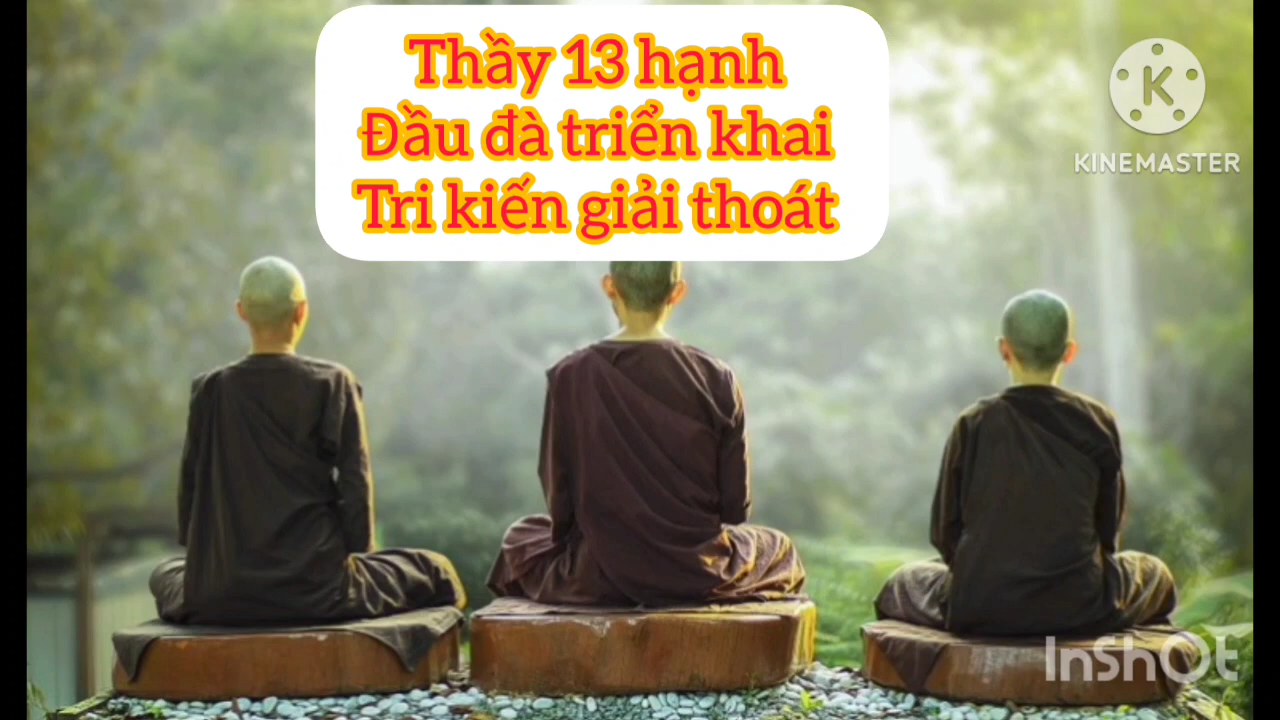 Thầy 13 hạnh
Đầu đà triển khai
Tri kiến giải thoát
K
KINEMASTER
InShOt